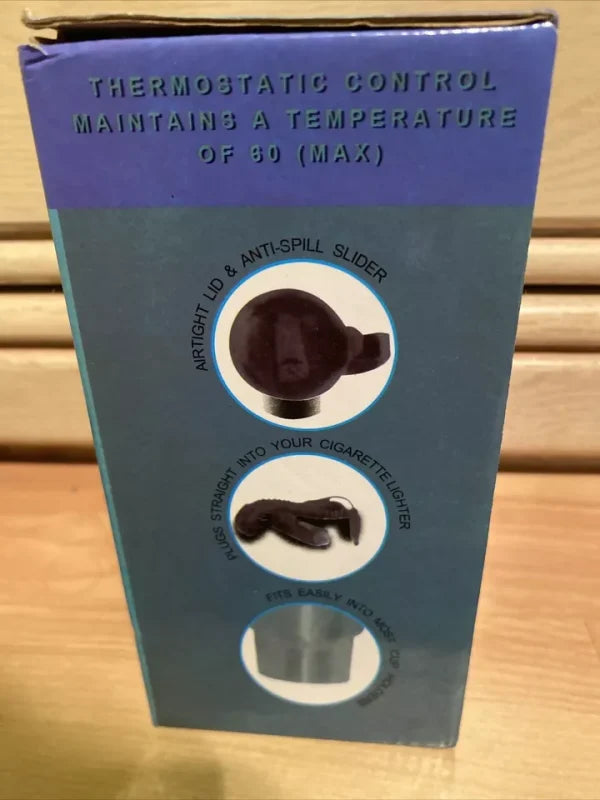 THERMOSTATIC CONTROL
MAINTAINS A TEMPERATURE
OF 60 (MAX)
AIRTIGHT LID & ANTI-SPILL SLIDER
PLUGS STRAIGHT INTO YOUR CIGARETTE LIGHTER
FITS EASILY INTO MOST CUP HOLDERS